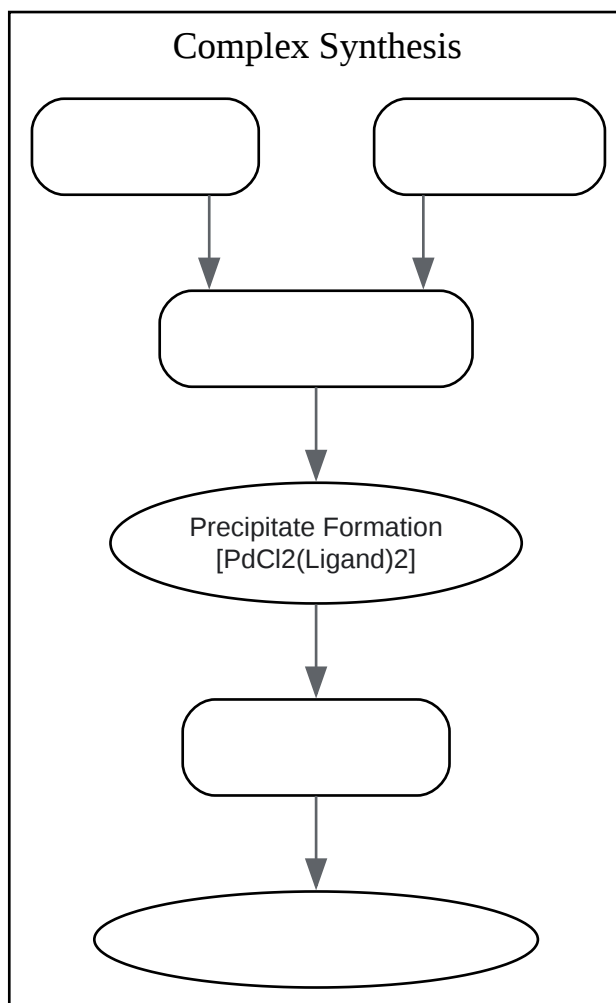 Complex Synthesis
Precipitate Formation
[PdCl2(Ligand)2]